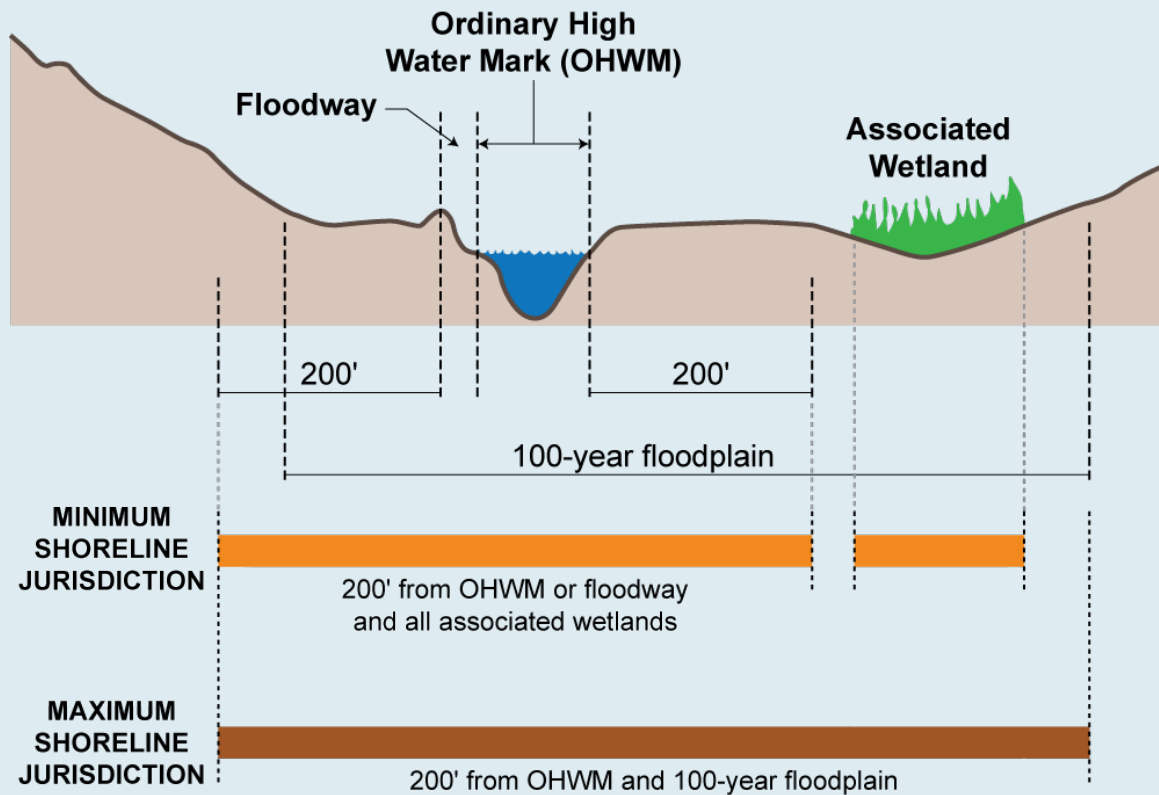 Ordinary High
Water Mark (OHWM)
Floodway
Associated
Wetland
200'
200'
100-year floodplain
MINIMUM
SHORELINE
JURISDICTION
200' from OHWM or floodway
and all associated wetlands
MAXIMUM
SHORELINE
JURISDICTION
200' from OHWM and 100-year floodplain